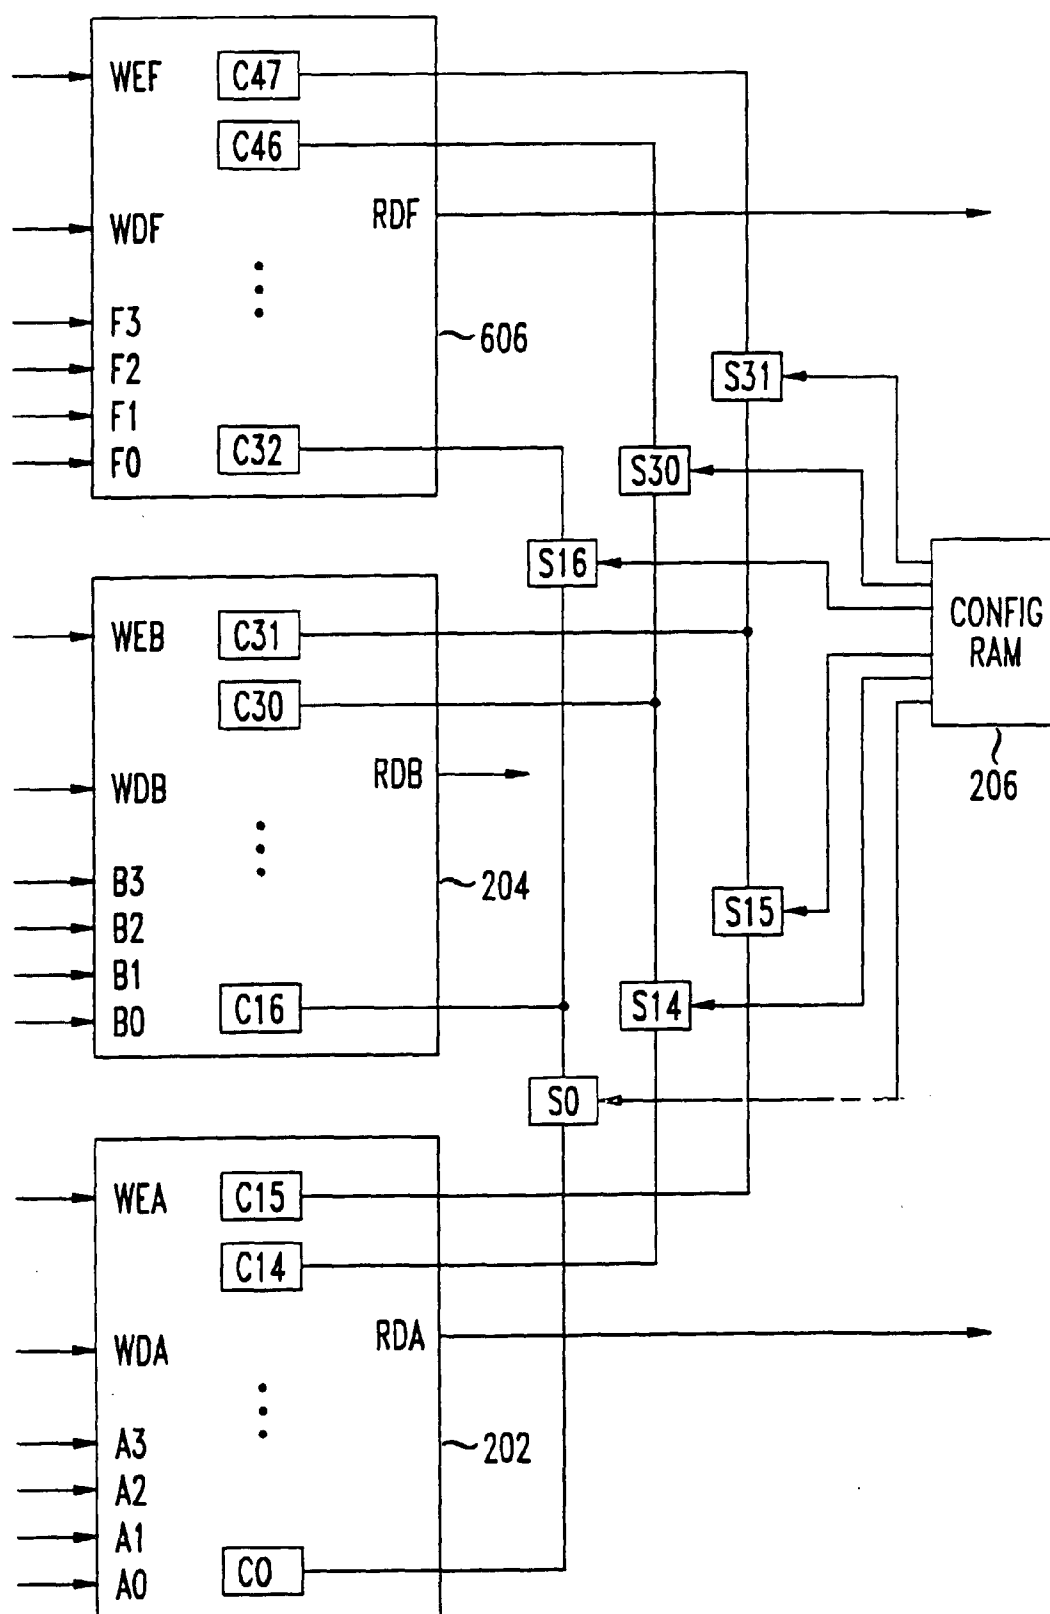 WEF
C47
C46
WDF
RDF
F3
F2
F1
F0
606
C32
S31
S30
S16
CONFIG
RAM
206
WEB
C31
C30
WDB
RDB
B3
B2
B1
B0
204
C16
S15
S14
S0
WEA
C15
C14
WDA
RDA
A3
A2
A1
A0
202
C0